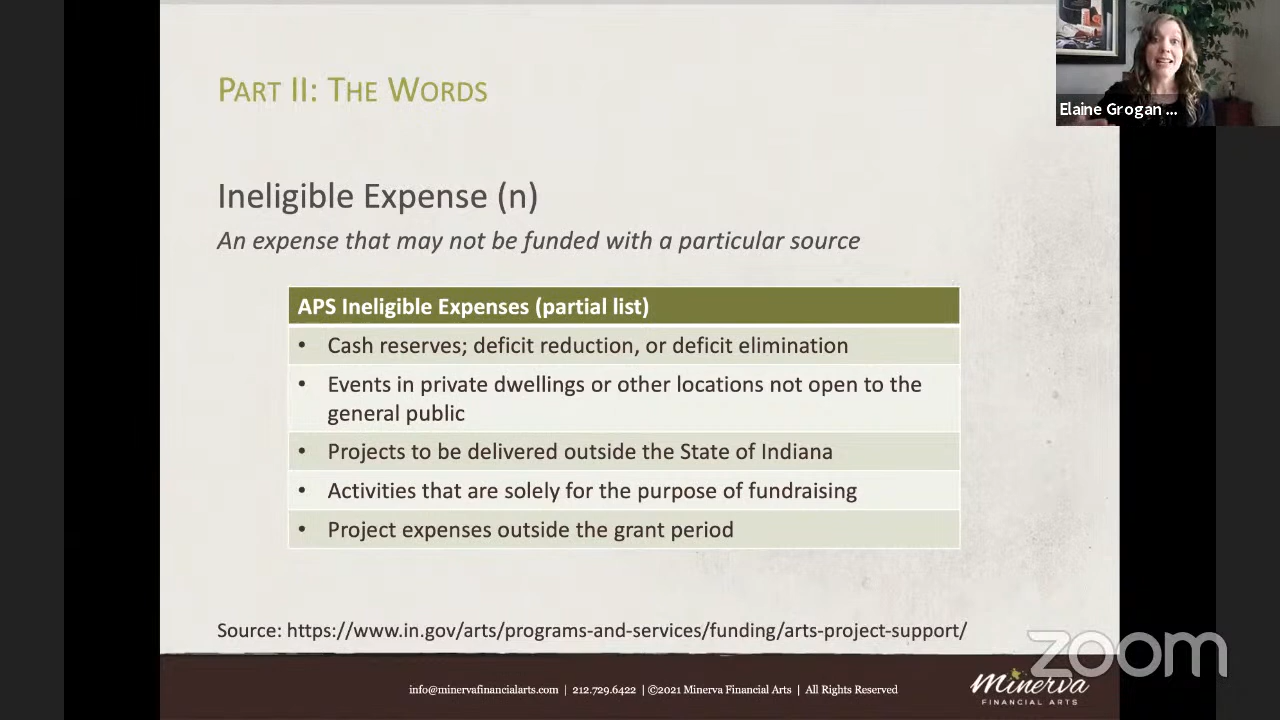 PART II: THE WORDS
Elaine Grogan ...
Ineligible Expense (n)
An expense that may not be funded with a particular source
APS Ineligible Expenses (partial list)
• Cash reserves; deficit reduction, or deficit elimination
• Events in private dwellings or other locations not open to the
general public
• Projects to be delivered outside the State of Indiana
• Activities that are solely for the purpose of fundraising
• Project expenses outside the grant period
Source: https://www.in.gov/arts/programs-and-services/funding/arts-project-support/
zoom
info@minervafinancialarts.com | 212.729.6422 | ©2021 Minerva Financial Arts | All Rights Reserved
Minerva
FINANCIAL ARTS